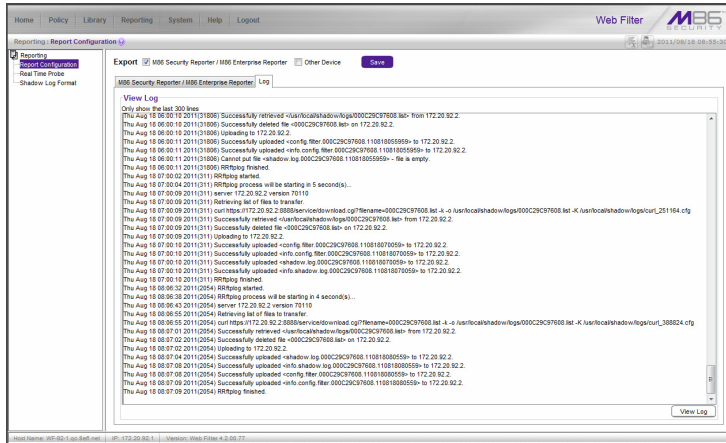 Home Policy Library Reporting System Help Logout
Web Filter
M86
SECURITY
Reporting : Report Configuration
2011/08/18 08:55:30
Reporting
Report Configuration
Real Time Probe
Shadow Log Format
Export M86 Security Reporter / M86 Enterprise Reporter Other Device Save
M86 Security Reporter / M86 Enterprise Reporter Log
View Log
Only show the last 300 lines
Thu Aug 18 06:00:10 2011(31806) Successfully retrieved </usr/local/shadow/logs/000C29C97608.list> from 172.20.92.2.
Thu Aug 18 06:00:10 2011(31806) Successfully deleted file <000C29C97608.list> on 172.20.92.2.
Thu Aug 18 06:00:10 2011(31806) Uploading to 172.20.92.2.
Thu Aug 18 06:00:11 2011(31806) Successfully uploaded <config.filter.000C29C97608.110818055959> to 172.20.92.2.
Thu Aug 18 06:00:11 2011(31806) Successfully uploaded <info.config.filter.000C29C97608.110818055959> to 172.20.92.2.
Thu Aug 18 06:00:11 2011(31806) Cannot put file <shadow.log.000C29C97608.110818055959> - file is empty.
Thu Aug 18 06:00:11 2011(31806) RRftplog finished.
Thu Aug 18 07:00:02 2011(311) RRftplog started.
Thu Aug 18 07:00:04 2011(311) RRftplog process will be starting in 5 second(s)...
Thu Aug 18 07:00:09 2011(311) server 172.20.92.2 version 70110
Thu Aug 18 07:00:09 2011(311) Retrieving list of files to transfer.
Thu Aug 18 07:00:09 2011(311) curl https://172.20.92.2:8888/service/download.cgi?filename=000C29C97608.list -k -o /usr/local/shadow/logs/000C29C97608.list -K /usr/local/shadow/logs/curl_251164.cfg
Thu Aug 18 07:00:09 2011(311) Successfully retrieved </usr/local/shadow/logs/000C29C97608.list> from 172.20.92.2.
Thu Aug 18 07:00:09 2011(311) Successfully deleted file <000C29C97608.list> on 172.20.92.2.
Thu Aug 18 07:00:09 2011(311) Uploading to 172.20.92.2.
Thu Aug 18 07:00:10 2011(311) Successfully uploaded <config.filter.000C29C97608.110818070059> to 172.20.92.2.
Thu Aug 18 07:00:10 2011(311) Successfully uploaded <info.config.filter.000C29C97608.110818070059> to 172.20.92.2.
Thu Aug 18 07:00:10 2011(311) Successfully uploaded <shadow.log.000C29C97608.110818070059> to 172.20.92.2.
Thu Aug 18 07:00:10 2011(311) Successfully uploaded <info.shadow.log.000C29C97608.110818070059> to 172.20.92.2.
Thu Aug 18 07:00:10 2011(311) RRftplog finished.
Thu Aug 18 08:06:32 2011(2054) RRftplog started.
Thu Aug 18 08:06:38 2011(2054) RRftplog process will be starting in 4 second(s)...
Thu Aug 18 08:06:43 2011(2054) server 172.20.92.2 version 70110
Thu Aug 18 08:06:55 2011(2054) Retrieving list of files to transfer.
Thu Aug 18 08:06:55 2011(2054) curl https://172.20.92.2:8888/service/download.cgi?filename=000C29C97608.list -k -o /usr/local/shadow/logs/000C29C97608.list -K /usr/local/shadow/logs/curl_388824.cfg
Thu Aug 18 08:07:01 2011(2054) Successfully retrieved </usr/local/shadow/logs/000C29C97608.list> from 172.20.92.2.
Thu Aug 18 08:07:02 2011(2054) Successfully deleted file <000C29C97608.list> on 172.20.92.2.
Thu Aug 18 08:07:02 2011(2054) Uploading to 172.20.92.2.
Thu Aug 18 08:07:04 2011(2054) Successfully uploaded <shadow.log.000C29C97608.110818080559> to 172.20.92.2.
Thu Aug 18 08:07:08 2011(2054) Successfully uploaded <info.shadow.log.000C29C97608.110818080559> to 172.20.92.2.
Thu Aug 18 08:07:08 2011(2054) Successfully uploaded <config.filter.000C29C97608.110818080559> to 172.20.92.2.
Thu Aug 18 08:07:09 2011(2054) Successfully uploaded <info.config.filter.000C29C97608.110818080559> to 172.20.92.2.
Thu Aug 18 08:07:09 2011(2054) RRftplog finished.
View Log
Host Name: WF-92-1.qc.8e6.net IP: 172.20.92.1 Version: Web Filter 4.2.00.77